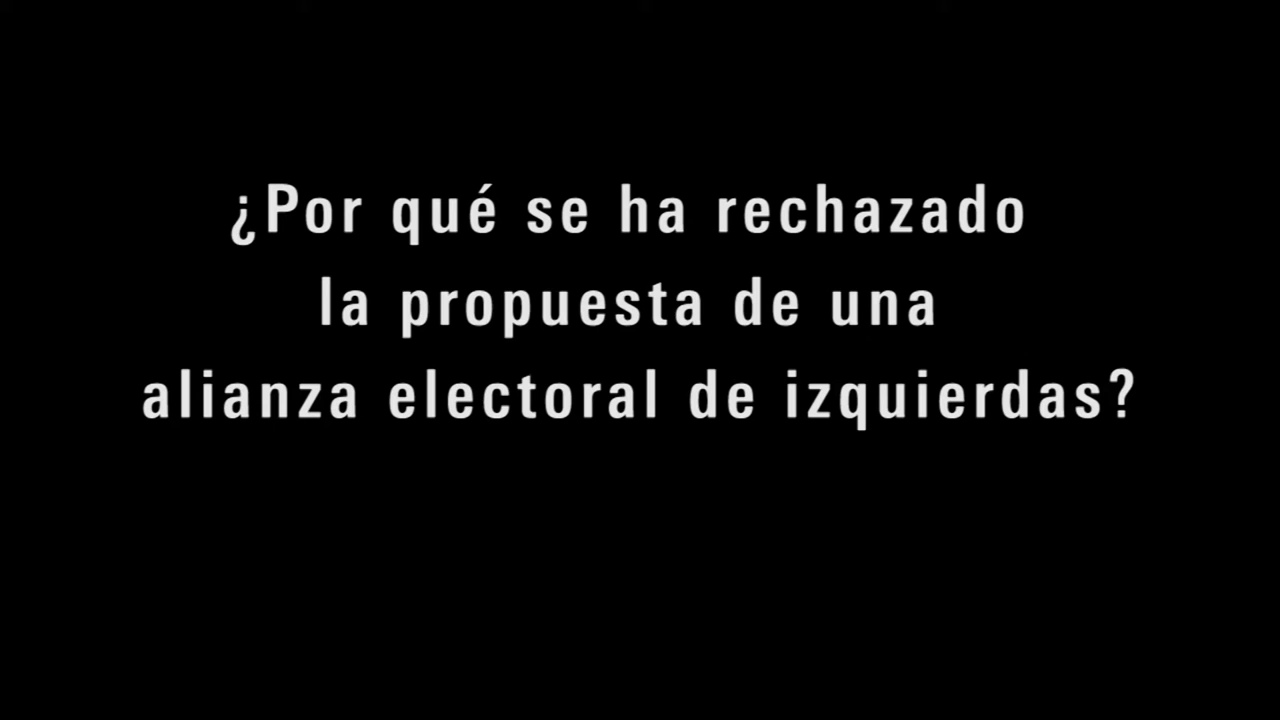 ¿Por qué se ha rechazado
la propuesta de una
alianza electoral de izquierdas?